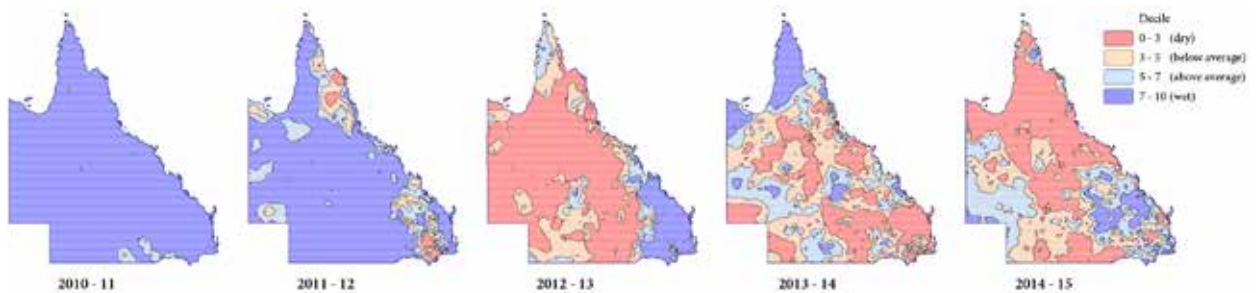 Decile
0 - 3 (dry)
3 - 5 (below average)
5 - 7 (above average)
7 - 10 (wet)
2010 - 11
2011 - 12
2012 - 13
2013 - 14
2014 - 15